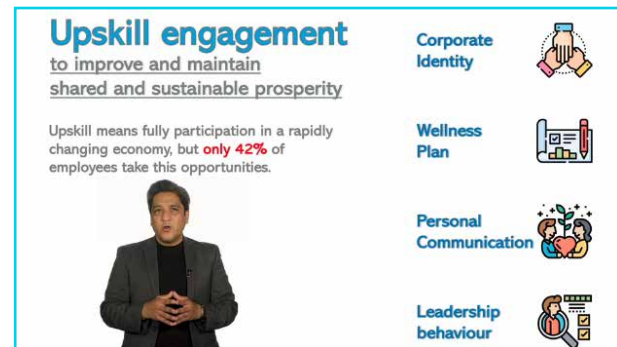 Upskill engagement
to improve and maintain
shared and sustainable prosperity
Upskill means fully participation in a rapidly
changing economy, but only 42% of
employees take this opportunities.
Corporate
Identity
Wellness
Plan
Personal
Communication
Leadership
behaviour